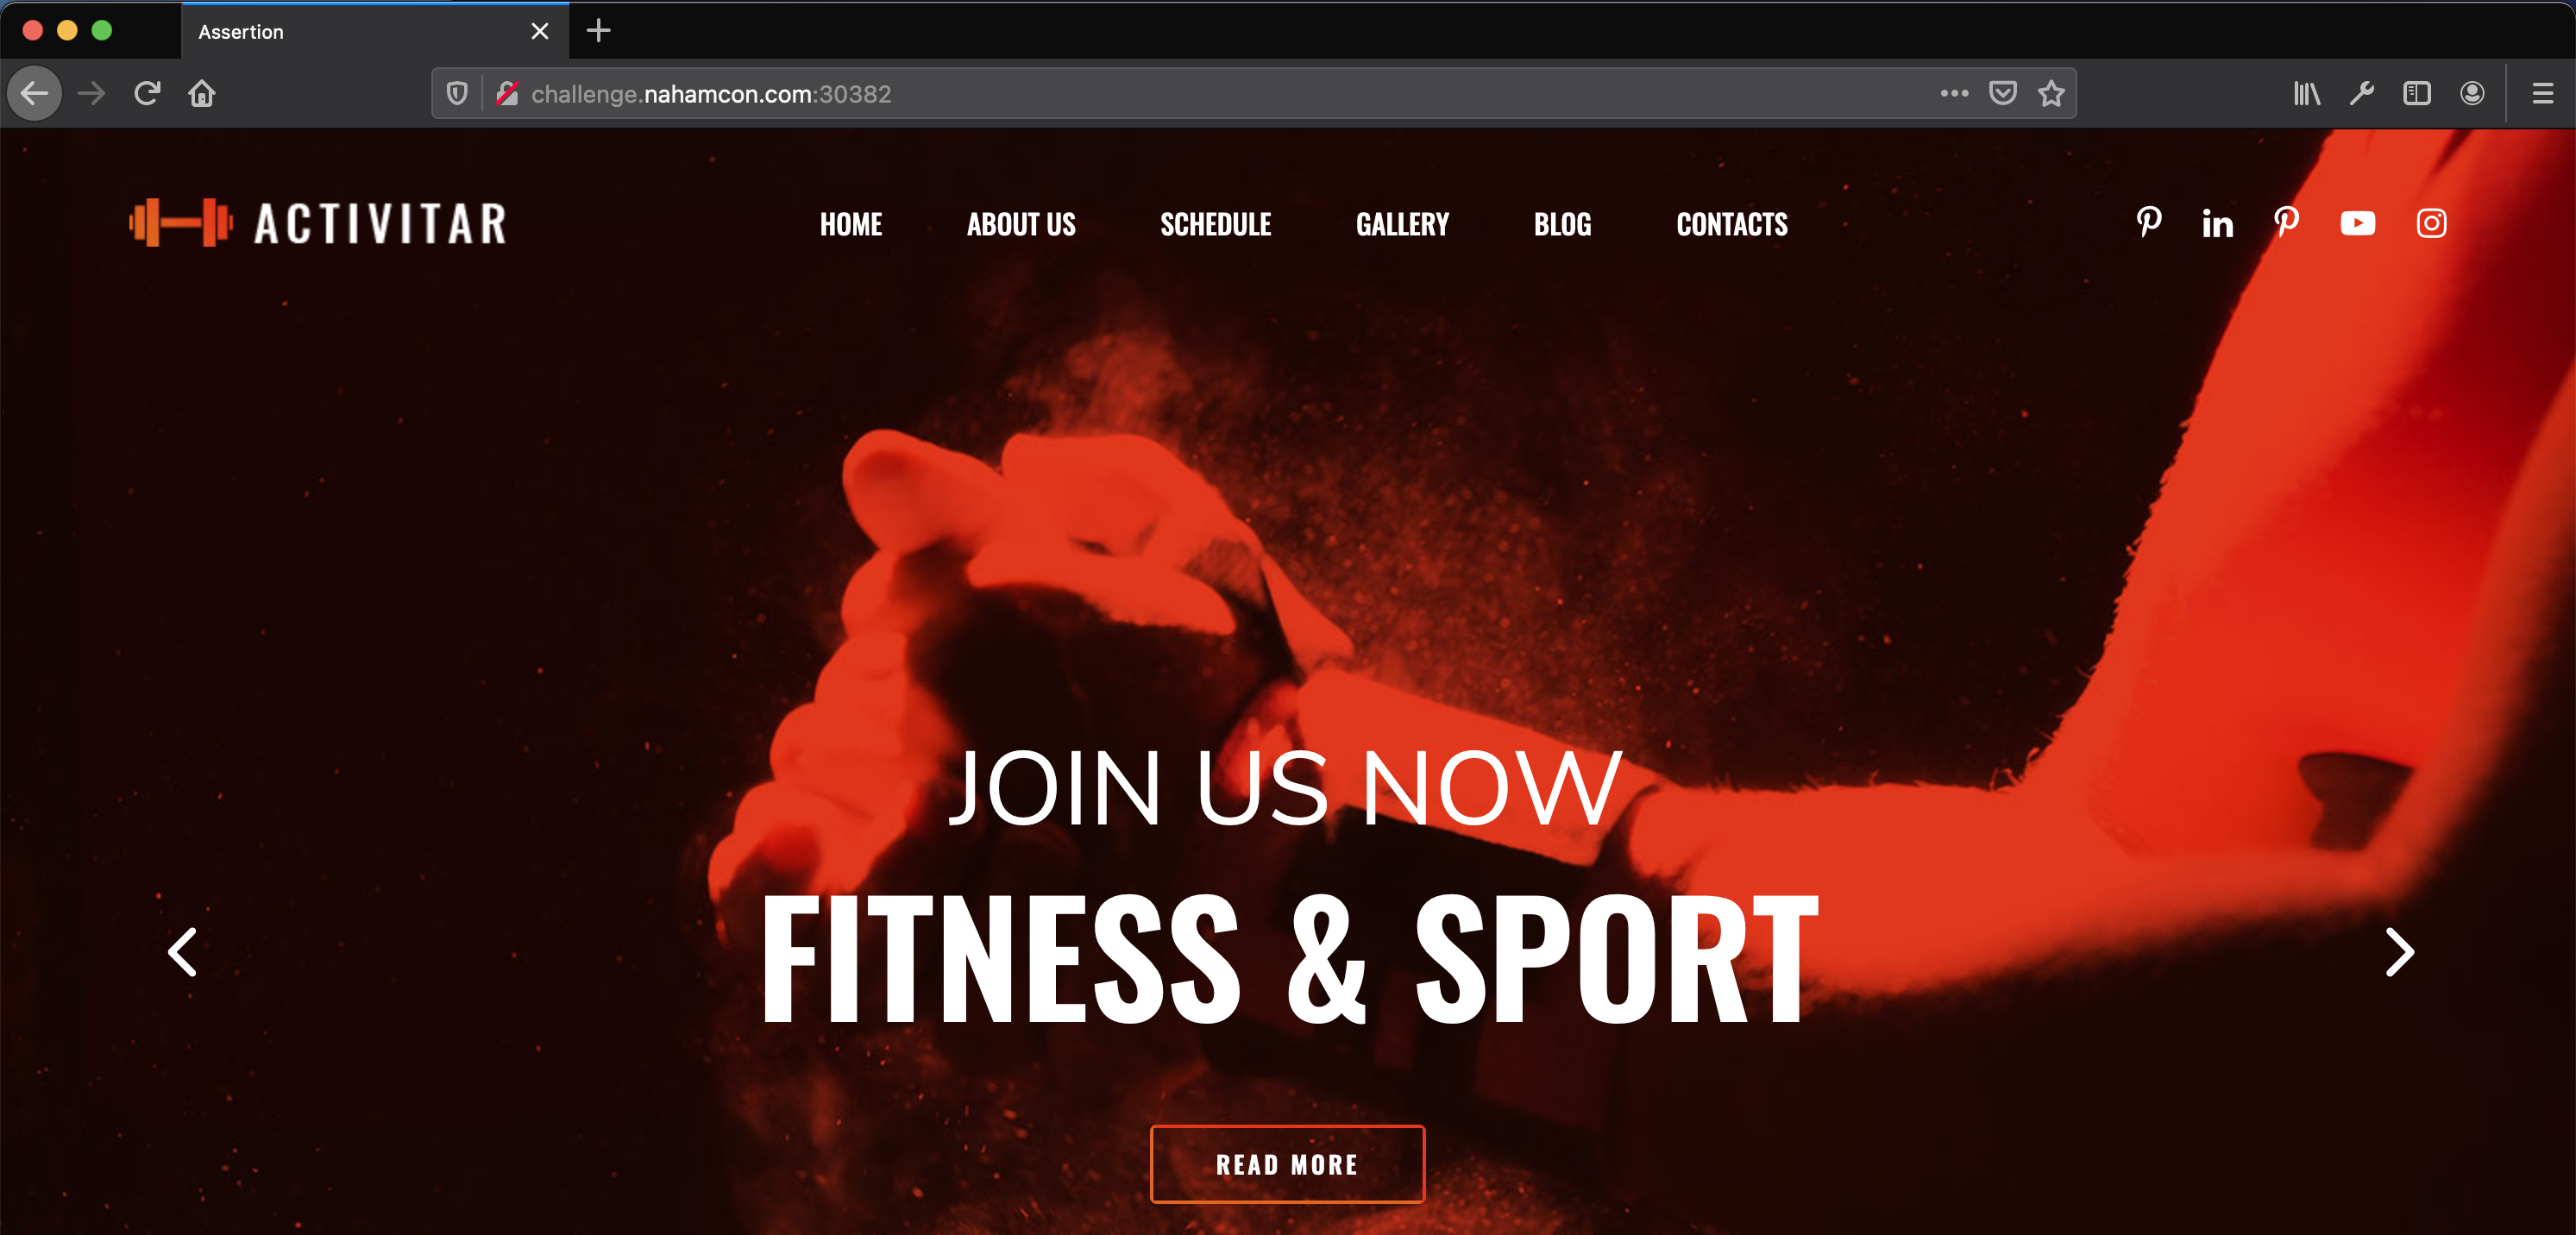 Assertion
challenge.nahamcon.com:30382
ACTIVITAR
HOME ABOUT US SCHEDULE GALLERY BLOG CONTACTS
JOIN US NOW
FITNESS & SPORT
READ MORE